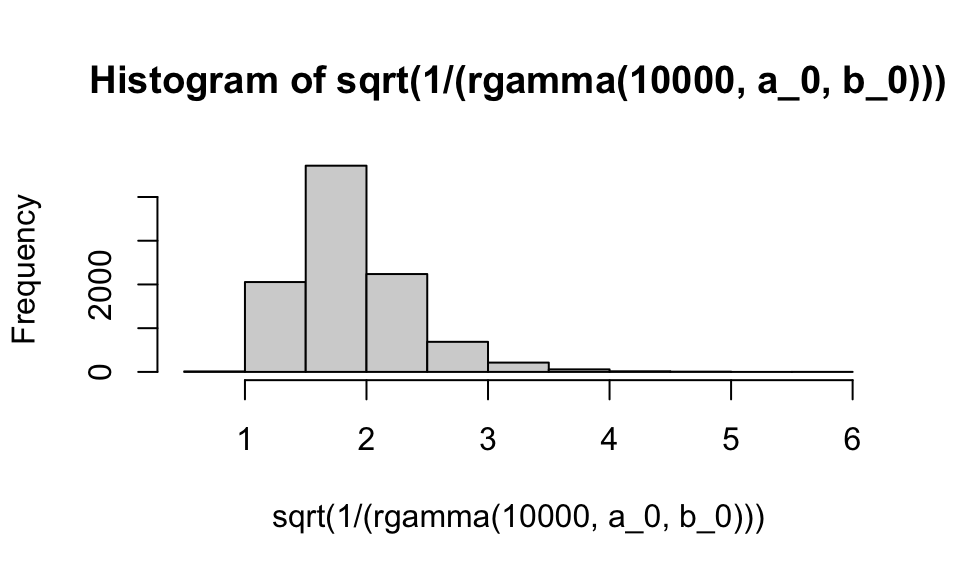 Histogram of sqrt(1/(rgamma(10000, a_0, b_0)))
Frequency
2000
0
1 2 3 4 5 6
sqrt(1/(rgamma(10000, a_0, b_0)))